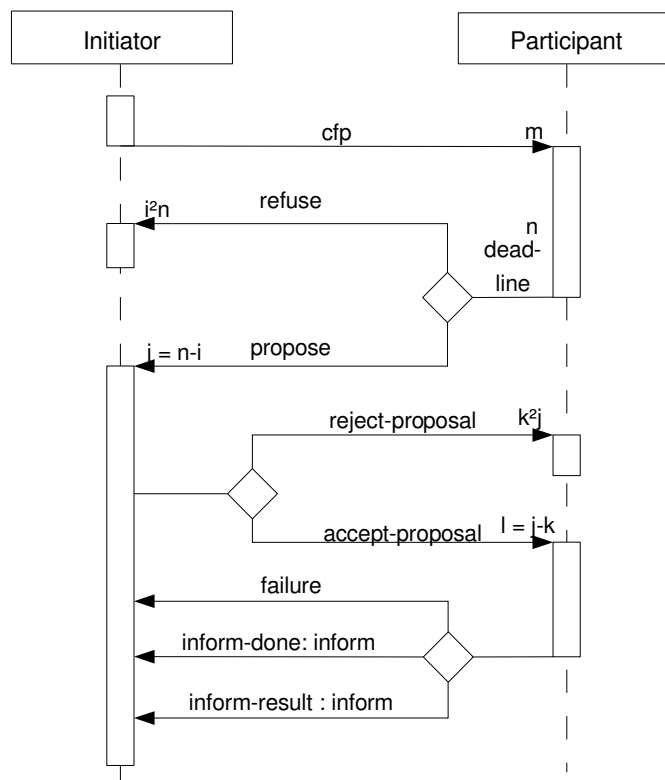 Initiator
Participant
cfp
m
refuse
i²n
n
dead-
line
propose
j = n-i
reject-proposal
k²j
accept-proposal
l = j-k
failure
inform-done: inform
inform-result : inform